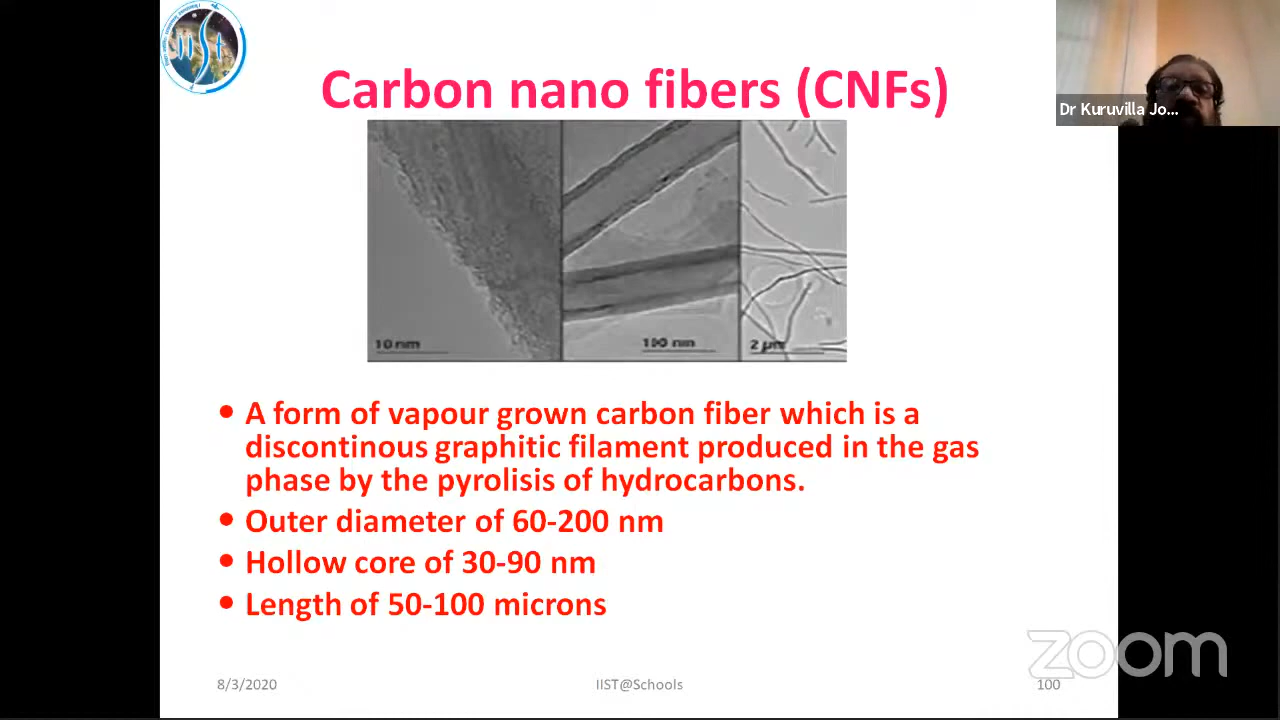 IISt
Carbon nano fibers (CNFs)
Dr Kuruvilla Jo...
10 nm
100 nm
2 µm
• A form of vapour grown carbon fiber which is a
discontinous graphitic filament produced in the gas
phase by the pyrolisis of hydrocarbons.
• Outer diameter of 60-200 nm
• Hollow core of 30-90 nm
• Length of 50-100 microns
zoom
8/3/2020
IIST@Schools
100